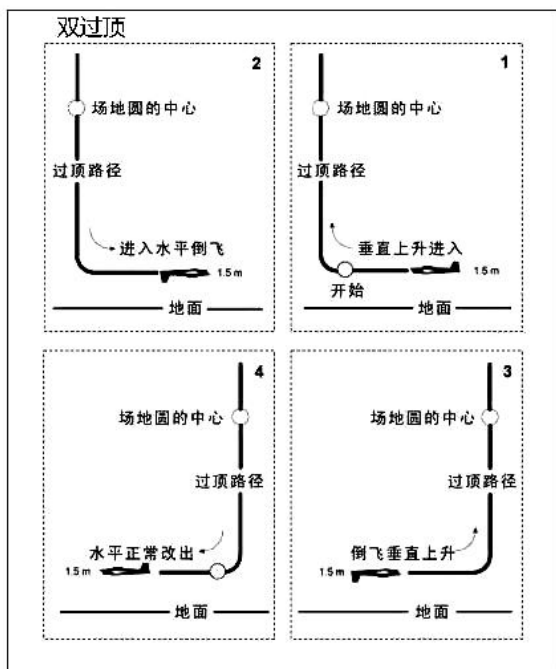 双过顶
2
场地圆的中心
过顶路径
进入水平倒飞
1.5 m
地面
1
场地圆的中心
过顶路径
垂直上升进入
1.5 m
开始
地面
4
场地圆的中心
过顶路径
水平正常改出
1.5 m
地面
3
场地圆的中心
过顶路径
倒飞垂直上升
1.5 m
地面